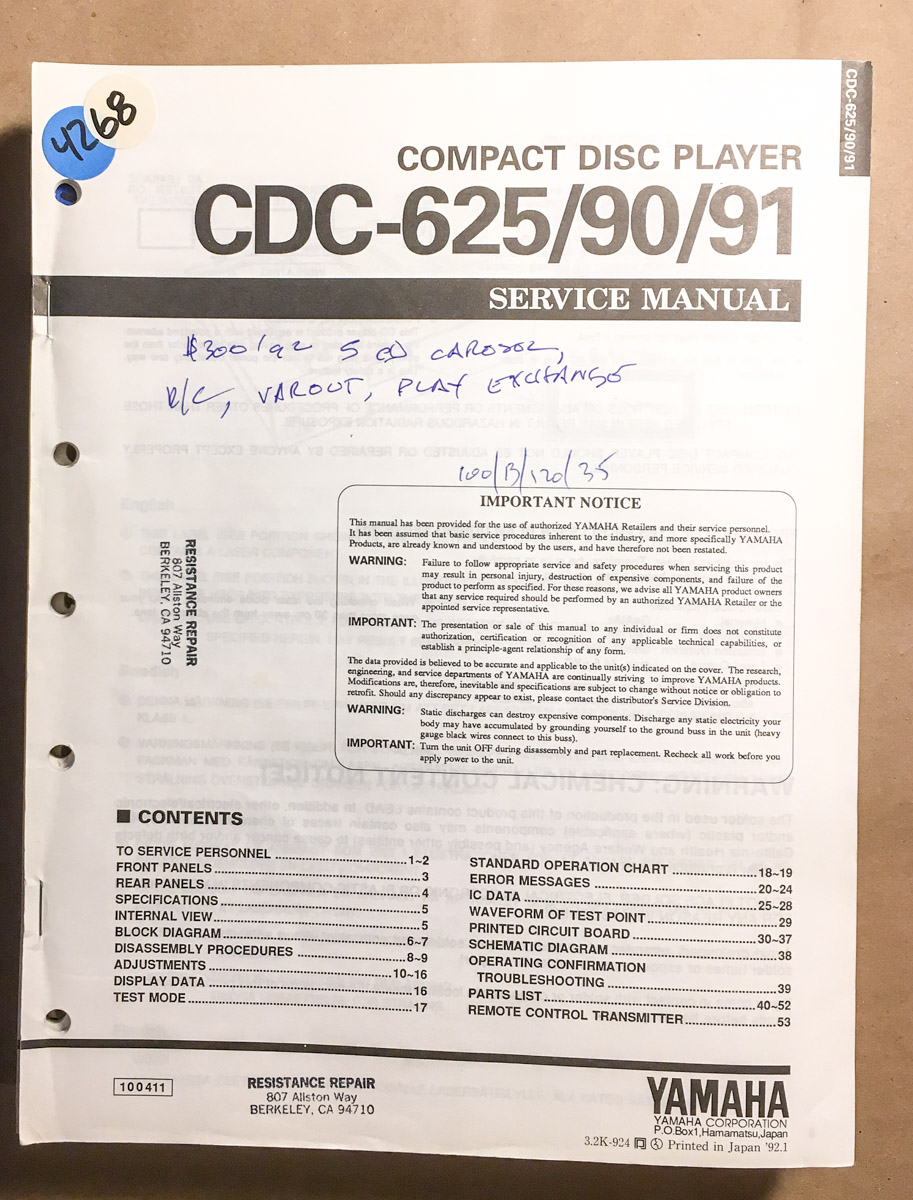 4268
CDC-625/90/91
COMPACT DISC PLAYER
CDC-625/90/91
SERVICE MANUAL
$300/92 5 CD CAROSOL,
R/C, VAROUT, PLAY EXCHANGE
100/B/120/35
IMPORTANT NOTICE
This manual has been provided for the use of authorized YAMAHA Retailers and their service personnel.
It has been assumed that basic service procedures inherent to the industry, and more specifically YAMAHA
Products, are already known and understood by the users, and have therefore not been restated.
WARNING: Failure to follow appropriate service and safety procedures when servicing this product
may result in personal injury, destruction of expensive components, and failure of the
product to perform as specified. For these reasons, we advise all YAMAHA product owners
that any service required should be performed by an authorized YAMAHA Retailer or the
appointed service representative.
IMPORTANT: The presentation or sale of this manual to any individual or firm does not constitute
authorization, certification or recognition of any applicable technical capabilities, or
establish a principle-agent relationship of any form.
The data provided is believed to be accurate and applicable to the unit(s) indicated on the cover. The research,
engineering, and service departments of YAMAHA are continually striving to improve YAMAHA products.
Modifications are, therefore, inevitable and specifications are subject to change without notice or obligation to
retrofit. Should any discrepancy appear to exist, please contact the distributor's Service Division.
WARNING: Static discharges can destroy expensive components. Discharge any static electricity your
body may have accumulated by grounding yourself to the ground buss in the unit (heavy
gauge black wires connect to this buss).
IMPORTANT: Turn the unit OFF during disassembly and part replacement. Recheck all work before you
apply power to the unit.
RESISTANCE REPAIR
807 Allston Way
BERKELEY, CA 94710
■ CONTENTS
TO SERVICE PERSONNEL ... 1~2
FRONT PANELS ... 3
REAR PANELS ... 4
SPECIFICATIONS ... 5
INTERNAL VIEW ... 5
BLOCK DIAGRAM ... 6~7
DISASSEMBLY PROCEDURES ... 8~9
ADJUSTMENTS ... 10~16
DISPLAY DATA ... 16
TEST MODE ... 17
STANDARD OPERATION CHART ... 18~19
ERROR MESSAGES ... 20~24
IC DATA ... 25~28
WAVEFORM OF TEST POINT ... 29
PRINTED CIRCUIT BOARD ... 30~37
SCHEMATIC DIAGRAM ... 38
OPERATING CONFIRMATION
TROUBLESHOOTING ... 39
PARTS LIST ... 40~52
REMOTE CONTROL TRANSMITTER ... 53
100411
RESISTANCE REPAIR
807 Allston Way
BERKELEY, CA 94710
YAMAHA
YAMAHA CORPORATION
P.O.Box1, Hamamatsu, Japan
3.2K-924 Printed in Japan '92.1